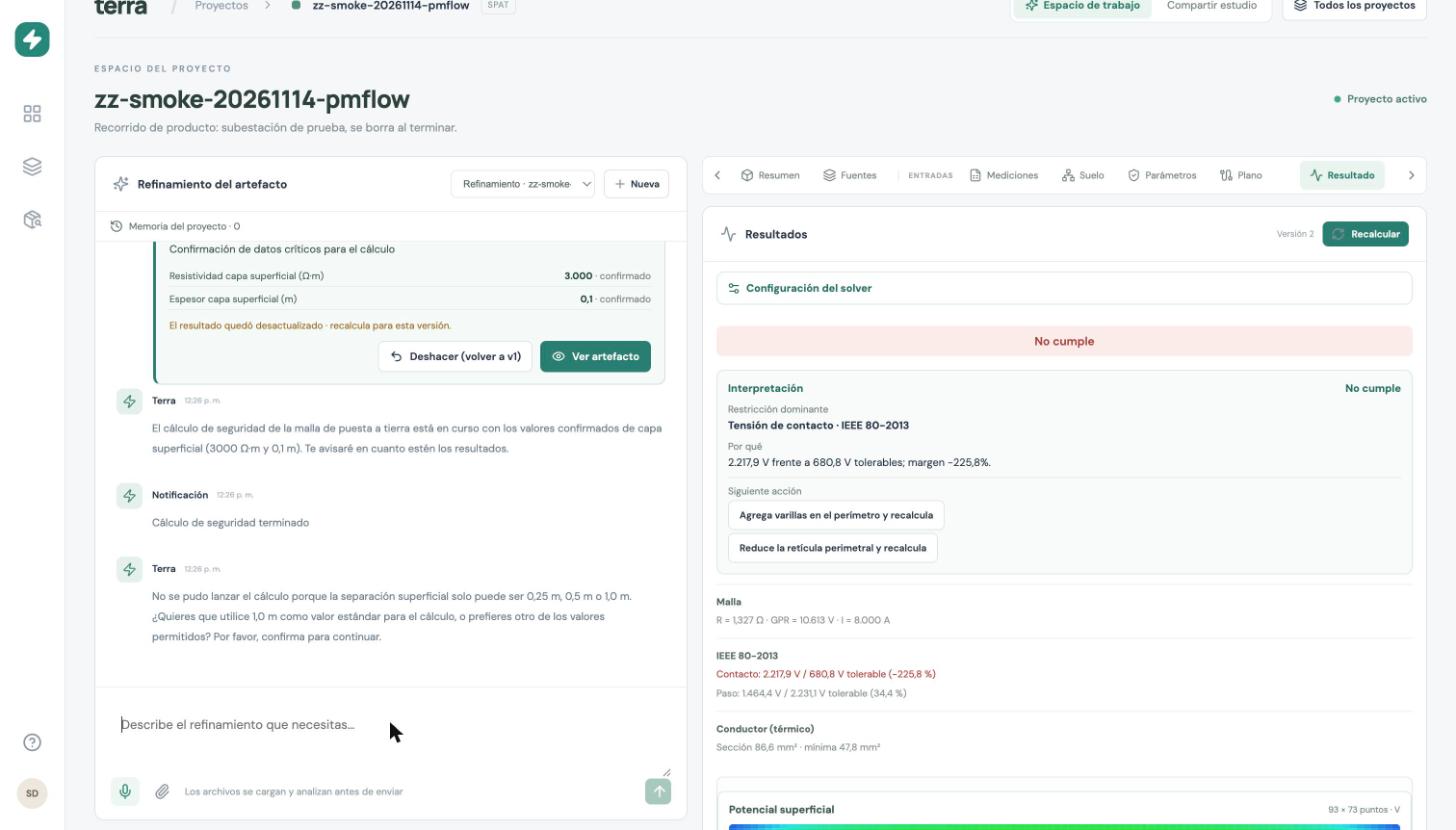 terra / Proyectos > zz-smoke-20261114-pmflow SPAT
Espacio de trabajo Compartir estudio Todos los proyectos
ESPACIO DEL PROYECTO
zz-smoke-20261114-pmflow
Proyecto activo
Recorrido de producto: subestación de prueba, se borra al terminar.
Refinamiento del artefacto
Refinamiento · zz-smoke-
Nueva
Memoria del proyecto · 0
Confirmación de datos críticos para el cálculo
Resistividad capa superficial (Ω·m) 3.000 · confirmado
Espesor capa superficial (m) 0,1 · confirmado
El resultado quedó desactualizado · recalcula para esta versión.
Deshacer (volver a v1) Ver artefacto
Terra 12:26 p. m.
El cálculo de seguridad de la malla de puesta a tierra está en curso con los valores confirmados de capa
superficial (3000 Ω·m y 0,1 m). Te avisaré en cuanto estén los resultados.
Notificación 12:26 p. m.
Cálculo de seguridad terminado
Terra 12:26 p. m.
No se pudo lanzar el cálculo porque la separación superficial solo puede ser 0,25 m, 0,5 m o 1,0 m.
¿Quieres que utilice 1,0 m como valor estándar para el cálculo, o prefieres otro de los valores
permitidos? Por favor, confirma para continuar.
Describe el refinamiento que necesitas...
Los archivos se cargan y analizan antes de enviar
SD
Resumen Fuentes ENTRADAS Mediciones Suelo Parámetros Plano Resultado
Resultados
Versión 2 Recalcular
Configuración del solver
No cumple
Interpretación No cumple
Restricción dominante
Tensión de contacto · IEEE 80-2013
Por qué
2.217,9 V frente a 680,8 V tolerables; margen -225,8%.
Siguiente acción
Agrega varillas en el perímetro y recalcula
Reduce la retícula perimetral y recalcula
Malla
R = 1,327 Ω · GPR = 10.613 V · I = 8.000 A
IEEE 80-2013
Contacto: 2.217,9 V / 680,8 V tolerable (-225,8 %)
Paso: 1.464,4 V / 2.231,1 V tolerable (34,4 %)
Conductor (térmico)
Sección 86,6 mm² · mínima 47,8 mm²
Potencial superficial 93 × 73 puntos · V